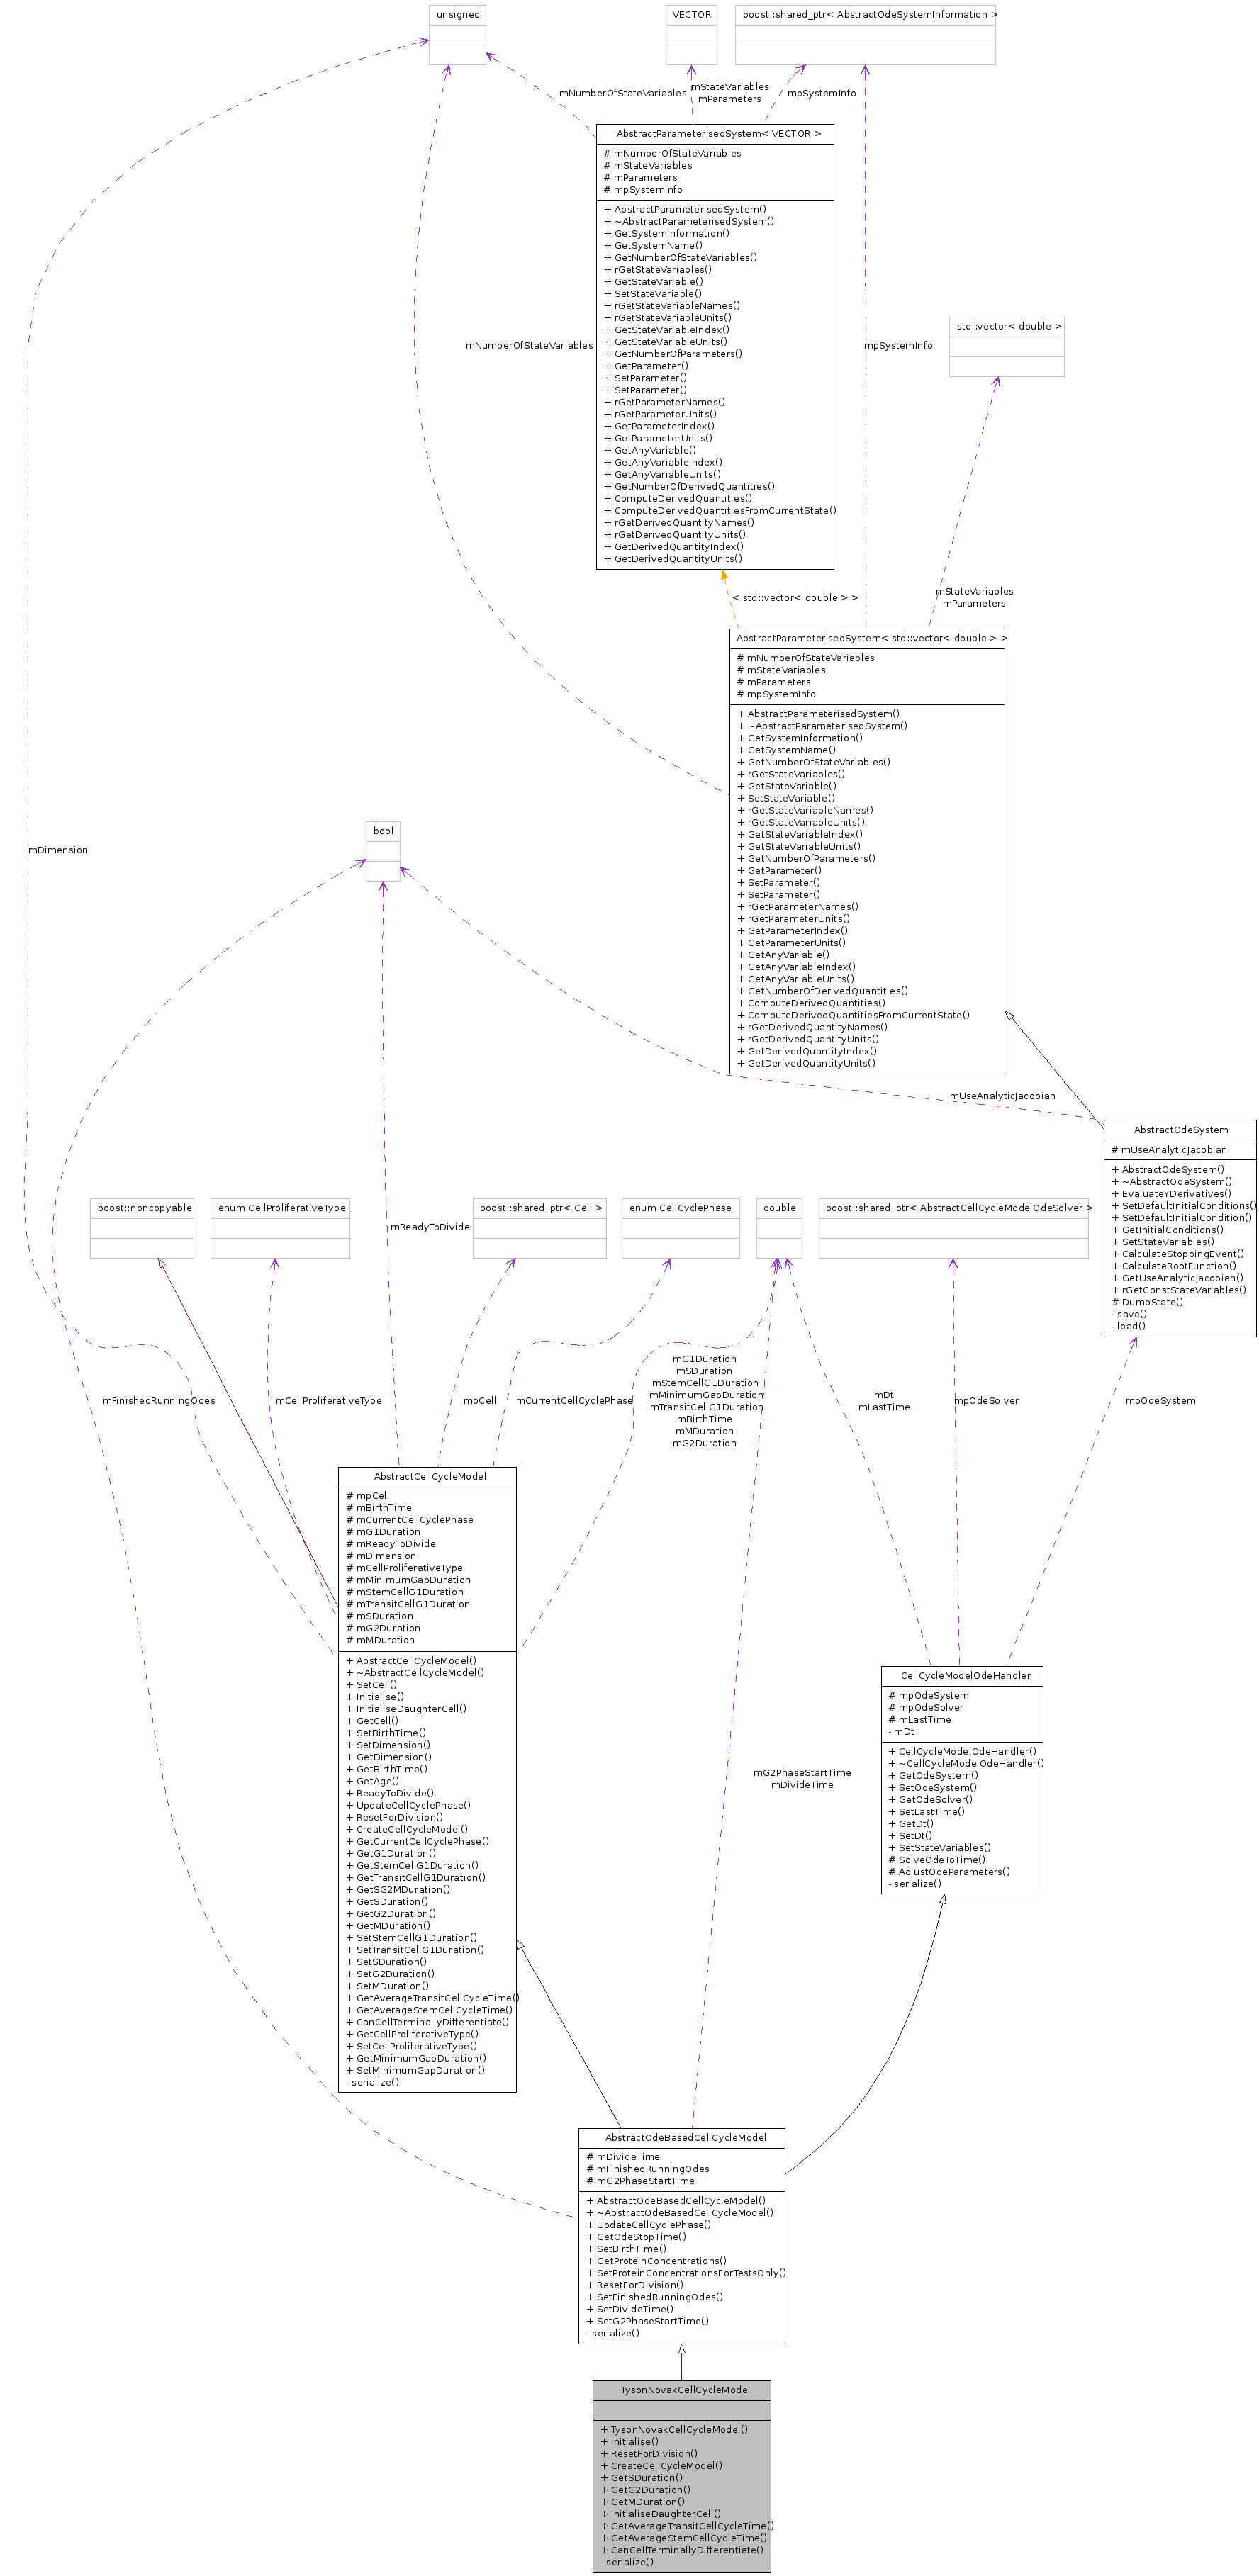 unsigned
VECTOR
boost::shared_ptr< AbstractOdeSystemInformation >
mNumberOfStateVariables
mStateVariables
mParameters
mpSystemInfo
AbstractParameterisedSystem< VECTOR >
# mNumberOfStateVariables
# mStateVariables
# mParameters
# mpSystemInfo
+ AbstractParameterisedSystem()
+ ~AbstractParameterisedSystem()
+ GetSystemInformation()
+ GetSystemName()
+ GetNumberOfStateVariables()
+ rGetStateVariables()
+ GetStateVariable()
+ SetStateVariable()
+ rGetStateVariableNames()
+ rGetStateVariableUnits()
+ GetStateVariableIndex()
+ GetStateVariableUnits()
+ GetNumberOfParameters()
+ GetParameter()
+ SetParameter()
+ SetParameter()
+ rGetParameterNames()
+ rGetParameterUnits()
+ GetParameterIndex()
+ GetParameterUnits()
+ GetAnyVariable()
+ GetAnyVariableIndex()
+ GetAnyVariableUnits()
+ GetNumberOfDerivedQuantities()
+ ComputeDerivedQuantities()
+ ComputeDerivedQuantitiesFromCurrentState()
+ rGetDerivedQuantityNames()
+ rGetDerivedQuantityUnits()
+ GetDerivedQuantityIndex()
+ GetDerivedQuantityUnits()
mNumberOfStateVariables
mpSystemInfo
std::vector< double >
< std::vector< double > >
mStateVariables
mParameters
AbstractParameterisedSystem< std::vector< double > >
# mNumberOfStateVariables
# mStateVariables
# mParameters
# mpSystemInfo
+ AbstractParameterisedSystem()
+ ~AbstractParameterisedSystem()
+ GetSystemInformation()
+ GetSystemName()
+ GetNumberOfStateVariables()
+ rGetStateVariables()
+ GetStateVariable()
+ SetStateVariable()
+ rGetStateVariableNames()
+ rGetStateVariableUnits()
+ GetStateVariableIndex()
+ GetStateVariableUnits()
+ GetNumberOfParameters()
+ GetParameter()
+ SetParameter()
+ SetParameter()
+ rGetParameterNames()
+ rGetParameterUnits()
+ GetParameterIndex()
+ GetParameterUnits()
+ GetAnyVariable()
+ GetAnyVariableIndex()
+ GetAnyVariableUnits()
+ GetNumberOfDerivedQuantities()
+ ComputeDerivedQuantities()
+ ComputeDerivedQuantitiesFromCurrentState()
+ rGetDerivedQuantityNames()
+ rGetDerivedQuantityUnits()
+ GetDerivedQuantityIndex()
+ GetDerivedQuantityUnits()
bool
mDimension
mUseAnalyticJacobian
AbstractOdeSystem
# mUseAnalyticJacobian
+ AbstractOdeSystem()
+ ~AbstractOdeSystem()
+ EvaluateYDerivatives()
+ SetDefaultInitialConditions()
+ SetDefaultInitialCondition()
+ GetInitialConditions()
+ SetStateVariables()
+ CalculateStoppingEvent()
+ CalculateRootFunction()
+ GetUseAnalyticJacobian()
+ rGetConstStateVariables()
# DumpState()
- save()
- load()
boost::noncopyable
enum CellProliferativeType_
mReadyToDivide
boost::shared_ptr< Cell >
enum CellCyclePhase_
double
boost::shared_ptr< AbstractCellCycleModelOdeSolver >
mFinishedRunningOdes
mCellProliferativeType
mpCell
mCurrentCellCyclePhase
mG1Duration
mSDuration
mStemCellG1Duration
mMinimumGapDuration
mTransitCellG1Duration
mBirthTime
mMDuration
mG2Duration
mDt
mLastTime
mpOdeSolver
mpOdeSystem
AbstractCellCycleModel
# mpCell
# mBirthTime
# mCurrentCellCyclePhase
# mG1Duration
# mReadyToDivide
# mDimension
# mCellProliferativeType
# mMinimumGapDuration
# mStemCellG1Duration
# mTransitCellG1Duration
# mSDuration
# mG2Duration
# mMDuration
+ AbstractCellCycleModel()
+ ~AbstractCellCycleModel()
+ SetCell()
+ Initialise()
+ InitialiseDaughterCell()
+ GetCell()
+ SetBirthTime()
+ SetDimension()
+ GetDimension()
+ GetBirthTime()
+ GetAge()
+ ReadyToDivide()
+ UpdateCellCyclePhase()
+ ResetForDivision()
+ CreateCellCycleModel()
+ GetCurrentCellCyclePhase()
+ GetG1Duration()
+ GetStemCellG1Duration()
+ GetTransitCellG1Duration()
+ GetSG2MDuration()
+ GetSDuration()
+ GetG2Duration()
+ GetMDuration()
+ SetStemCellG1Duration()
+ SetTransitCellG1Duration()
+ SetSDuration()
+ SetG2Duration()
+ SetMDuration()
+ GetAverageTransitCellCycleTime()
+ GetAverageStemCellCycleTime()
+ CanCellTerminallyDifferentiate()
+ GetCellProliferativeType()
+ SetCellProliferativeType()
+ GetMinimumGapDuration()
+ SetMinimumGapDuration()
- serialize()
CellCycleModelOdeHandler
# mpOdeSystem
# mpOdeSolver
# mLastTime
- mDt
+ CellCycleModelOdeHandler()
+ ~CellCycleModelOdeHandler()
+ GetOdeSystem()
+ SetOdeSystem()
+ GetOdeSolver()
+ SetLastTime()
+ GetDt()
+ SetDt()
+ SetStateVariables()
# SolveOdeToTime()
# AdjustOdeParameters()
- serialize()
mG2PhaseStartTime
mDivideTime
AbstractOdeBasedCellCycleModel
# mDivideTime
# mFinishedRunningOdes
# mG2PhaseStartTime
+ AbstractOdeBasedCellCycleModel()
+ ~AbstractOdeBasedCellCycleModel()
+ UpdateCellCyclePhase()
+ GetOdeStopTime()
+ SetBirthTime()
+ GetProteinConcentrations()
+ SetProteinConcentrationsForTestsOnly()
+ ResetForDivision()
+ SetFinishedRunningOdes()
+ SetDivideTime()
+ SetG2PhaseStartTime()
- serialize()
TysonNovakCellCycleModel
+ TysonNovakCellCycleModel()
+ Initialise()
+ ResetForDivision()
+ CreateCellCycleModel()
+ GetSDuration()
+ GetG2Duration()
+ GetMDuration()
+ InitialiseDaughterCell()
+ GetAverageTransitCellCycleTime()
+ GetAverageStemCellCycleTime()
+ CanCellTerminallyDifferentiate()
- serialize()